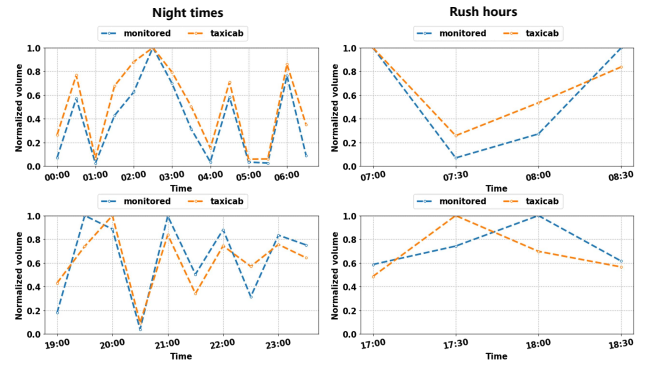 Night times
Rush hours
monitored taxicab
monitored taxicab
Normalized volume
1.0
0.8
0.6
0.4
0.2
0.0
00:00 01:00 02:00 03:00 04:00 05:00 06:00
Time
Normalized volume
1.0
0.8
0.6
0.4
0.2
0.0
07:00 07:30 08:00 08:30
Time
monitored taxicab
monitored taxicab
Normalized volume
1.0
0.8
0.6
0.4
0.2
0.0
19:00 20:00 21:00 22:00 23:00
Time
Normalized volume
1.0
0.8
0.6
0.4
0.2
0.0
17:00 17:30 18:00 18:30
Time